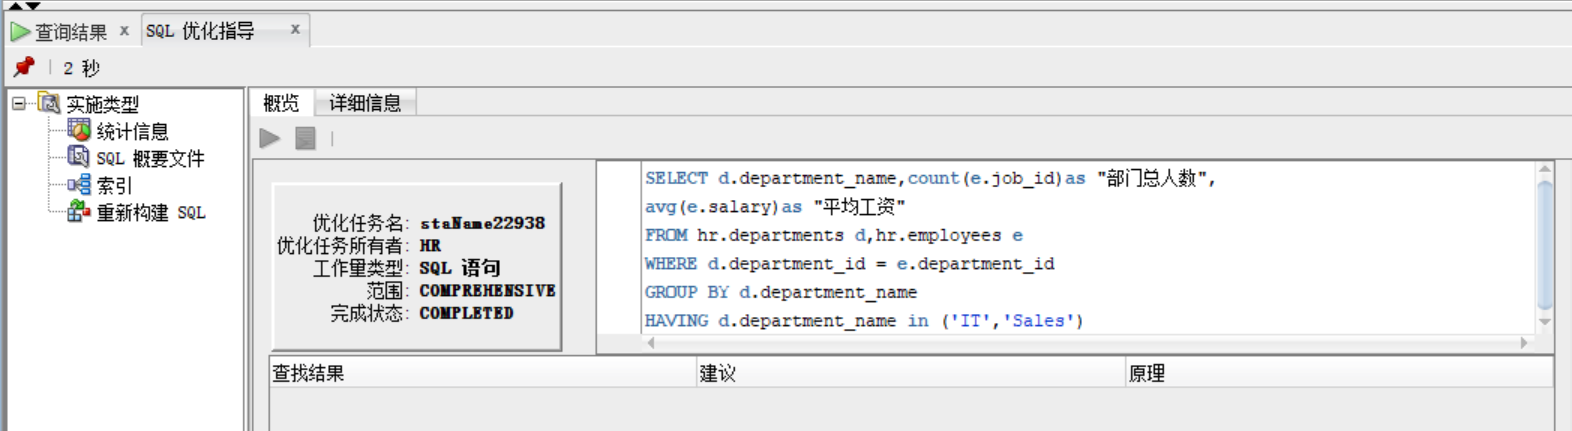 查询结果 x SQL 优化指导 x
2 秒
实施类型
统计信息
SQL 概要文件
索引
重新构建 SQL
概览 详细信息
优化任务名: staName22938
优化任务所有者: HR
工作量类型: SQL 语句
范围: COMPREHENSIVE
完成状态: COMPLETED
SELECT d.department_name,count(e.job_id)as "部门总人数",
avg(e.salary)as "平均工资"
FROM hr.departments d,hr.employees e
WHERE d.department_id = e.department_id
GROUP BY d.department_name
HAVING d.department_name in ('IT','Sales')
查找结果 建议 原理